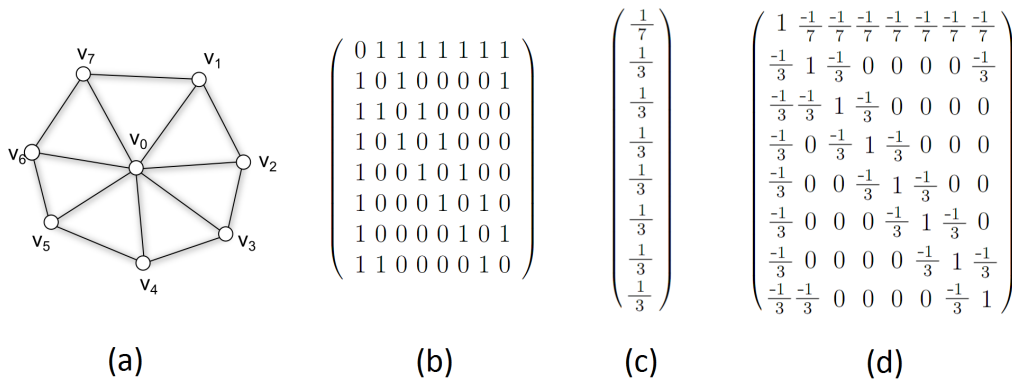 v7
v1
v0
v6
v2
v5
v3
v4
0 1 1 1 1 1 1 1
1 0 1 0 0 0 0 1
1 1 0 1 0 0 0 0
1 0 1 0 1 0 0 0
1 0 0 1 0 1 0 0
1 0 0 0 1 0 1 0
1 0 0 0 0 1 0 1
1 1 0 0 0 0 1 0
1/7
1/3
1/3
1/3
1/3
1/3
1/3
1/3
1 -1/7 -1/7 -1/7 -1/7 -1/7 -1/7 -1/7
-1/3 1 -1/3 0 0 0 0 -1/3
-1/3 -1/3 1 -1/3 0 0 0 0
-1/3 0 -1/3 1 -1/3 0 0 0
-1/3 0 0 -1/3 1 -1/3 0 0
-1/3 0 0 0 -1/3 1 -1/3 0
-1/3 0 0 0 0 -1/3 1 -1/3
-1/3 -1/3 0 0 0 0 -1/3 1
(a) (b) (c) (d)